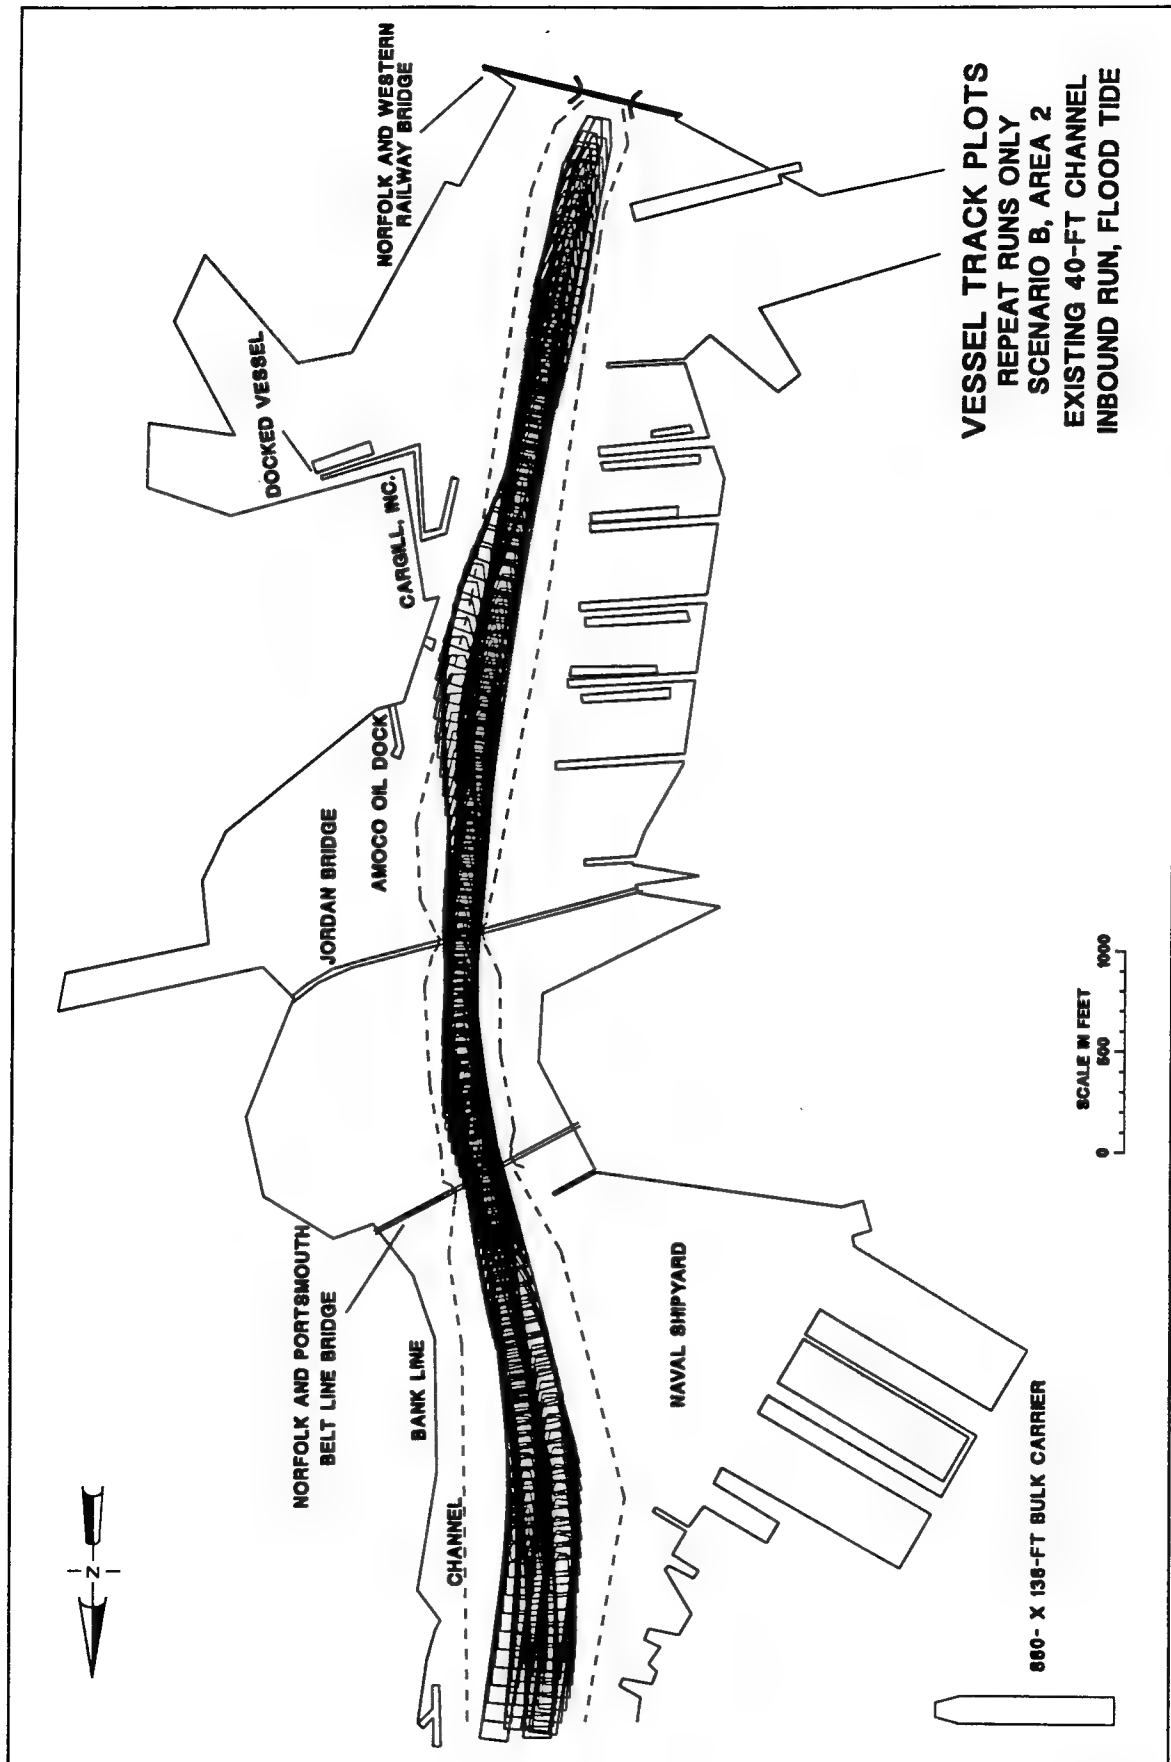 NORFOLK AND WESTERN
RAILWAY BRIDGE
DOCKED VESSEL
CARGILL, INC.
AMOCO OIL DOCK
JORDAN BRIDGE
NORFOLK AND PORTSMOUTH
BELT LINE BRIDGE
BANK LINE
CHANNEL
N
NAVAL SHIPYARD
SCALE IN FEET
0 500 1000
860- X 136-FT BULK CARRIER
VESSEL TRACK PLOTS
REPEAT RUNS ONLY
SCENARIO B, AREA 2
EXISTING 40-FT CHANNEL
INBOUND RUN, FLOOD TIDE